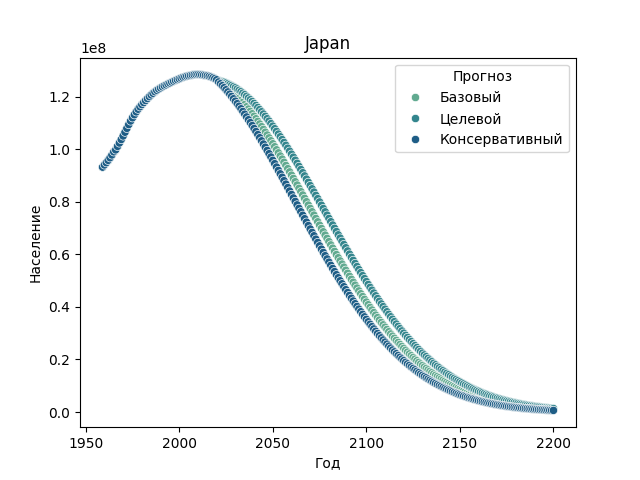 Japan
1e8
Прогноз
Базовый
Целевой
Консервативный
1.2
1.0
0.8
0.6
0.4
0.2
0.0
Население
1950 2000 2050 2100 2150 2200
Год